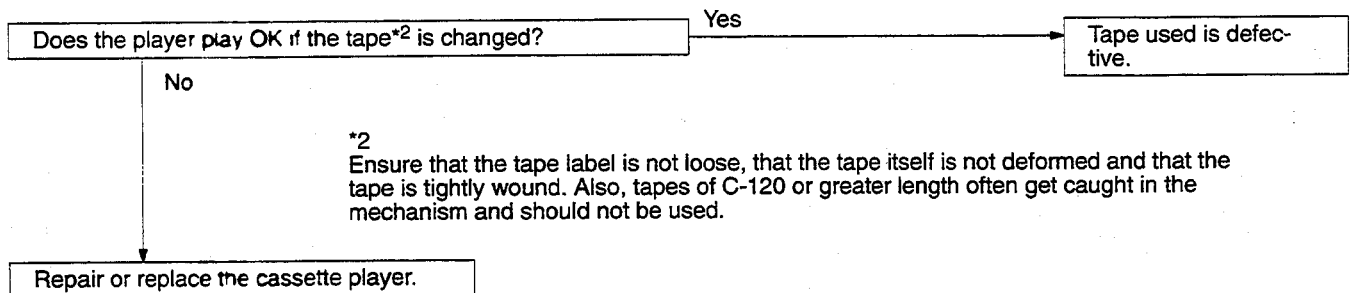 Does the player play OK if the tape*2 is changed?
Yes
Tape used is defec-
tive.
No
*2
Ensure that the tape label is not loose, that the tape itself is not deformed and that the
tape is tightly wound. Also, tapes of C-120 or greater length often get caught in the
mechanism and should not be used.
Repair or replace the cassette player.